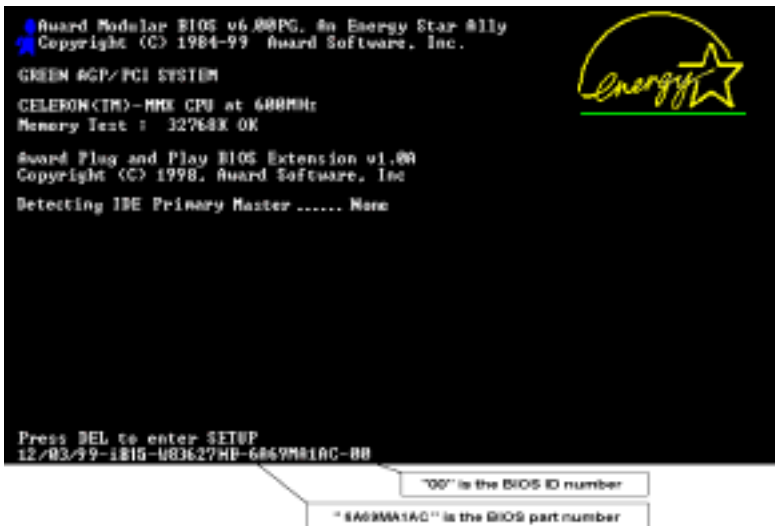 Award Modular BIOS v6.00PG, An Energy Star Ally
Copyright (C) 1984-99 Award Software, Inc.
GREEN AGP/PCI SYSTEM
energy
CELERON(TM)-MMX CPU at 600MHz
Memory Test : 32768K OK
Award Plug and Play BIOS Extension v1.0A
Copyright (C) 1998, Award Software, Inc
Detecting IDE Primary Master ...... None
Press DEL to enter SETUP
12/03/99-i815-W83627HF-6A69MA1AC-00
"00" is the BIOS ID number
"6A69MA1AC" is the BIOS part number